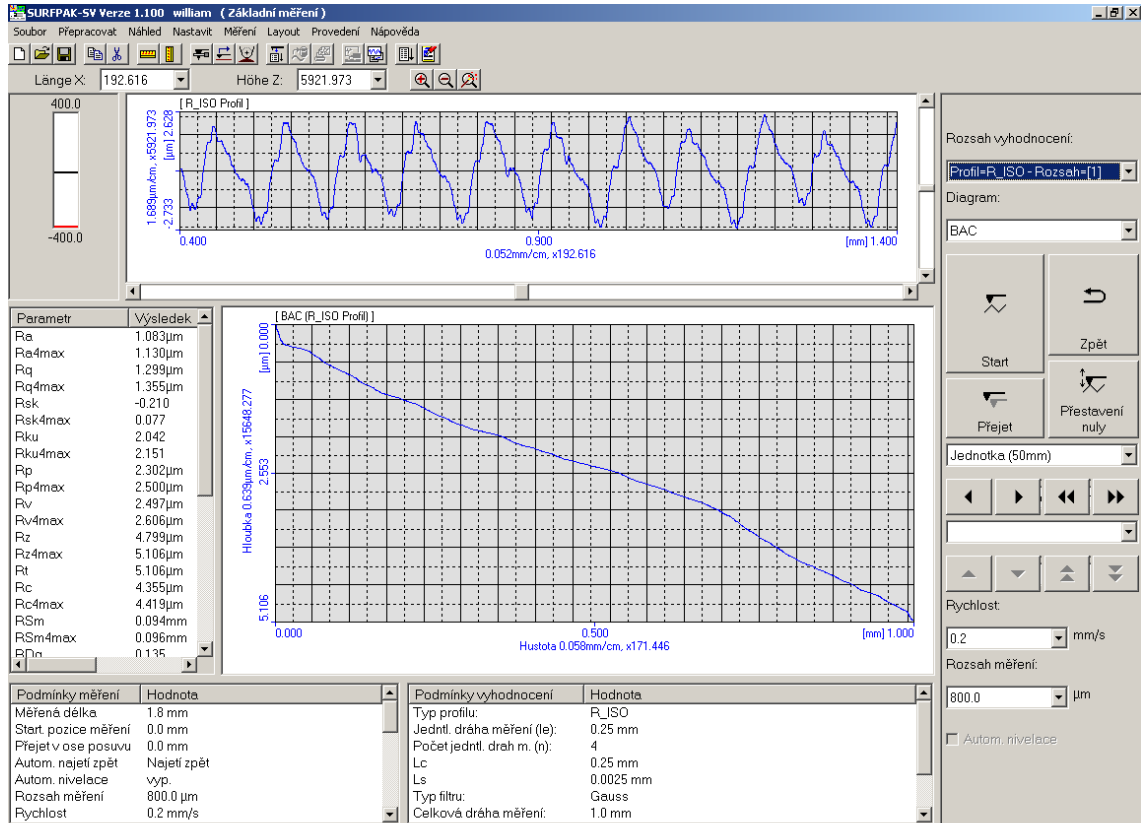 SURFPAK-SV Verze 1.100 william ( Základní měření )
Soubor Přepracovat Náhled Nastavit Měření Layout Provedení Nápověda
Länge X: 192.616 Höhe Z: 5921.973
400.0
-400.0
[ R_ISO Profil ]
1.689µm/cm, x5921.973
-2.733 [µm] 2.628
0.400 0.900 [mm] 1.400
0.052mm/cm, x192.616
Parametr Výsledek
Ra 1.083µm
Ra4max 1.130µm
Rq 1.299µm
Rq4max 1.355µm
Rsk -0.210
Rsk4max 0.077
Rku 2.042
Rku4max 2.151
Rp 2.302µm
Rp4max 2.500µm
Rv 2.497µm
Rv4max 2.606µm
Rz 4.799µm
Rz4max 5.106µm
Rt 5.106µm
Rc 4.355µm
Rc4max 4.419µm
RSm 0.094mm
RSm4max 0.096mm
RDq 0.135
[ BAC (R_ISO Profil) ]
Hloubka 0.639µm/cm, x15648.277
5.106 2.553 [µm] 0.000
0.000 0.500 [mm] 1.000
Hustota 0.058mm/cm, x171.446
Podmínky měření Hodnota
Měřená délka 1.8 mm
Start. pozice měření 0.0 mm
Přejet v ose posuvu 0.0 mm
Autom. najetí zpět Najetí zpět
Autom. nivelace vyp.
Rozsah měření 800.0 µm
Rychlost 0.2 mm/s
Podmínky vyhodnocení Hodnota
Typ profilu: R_ISO
Jedntl. dráha měření (le): 0.25 mm
Počet jedntl. drah m. (n): 4
Lc 0.25 mm
Ls 0.0025 mm
Typ filtru: Gauss
Celková dráha měření: 1.0 mm
Rozsah vyhodnocení:
Profil=R_ISO - Rozsah=[1]
Diagram:
BAC
Start
Zpět
Přejet
Přestavení
nuly
Jednotka (50mm)
Rychlost:
0.2 mm/s
Rozsah měření:
800.0 µm
Autom. nivelace